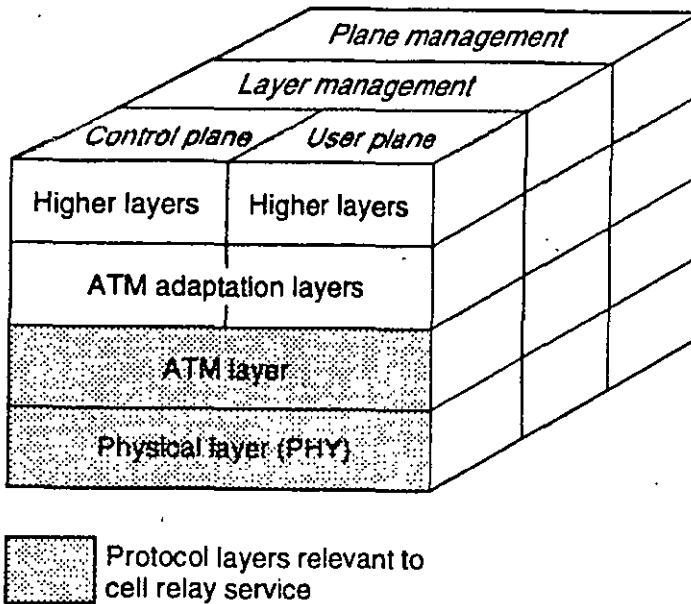 Plane management
Layer management
Control plane
User plane
Higher layers
Higher layers
ATM adaptation layers
ATM layer
Physical layer (PHY)
Protocol layers relevant to
cell relay service